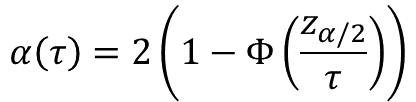 α(τ) = 2 (1 − Φ (z_{α/2} / τ))